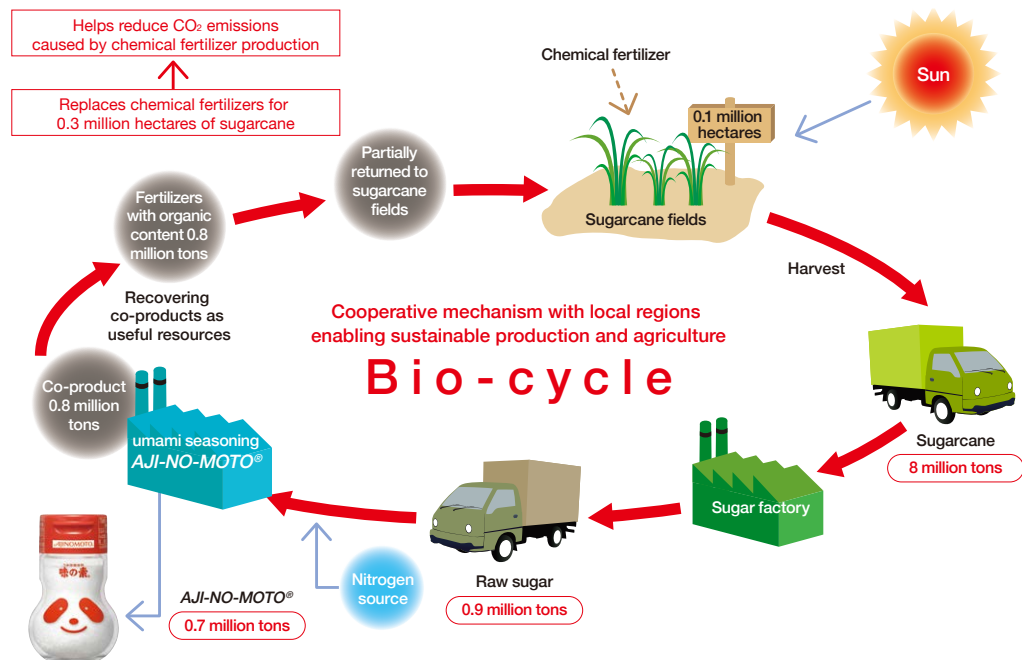 Helps reduce CO₂ emissions
caused by chemical fertilizer production
Replaces chemical fertilizers for
0.3 million hectares of sugarcane
Chemical fertilizer
Sun
0.1 million
hectares
Sugarcane fields
Partially
returned to
sugarcane
fields
Fertilizers
with organic
content 0.8
million tons
Harvest
Recovering
co-products as
useful resources
Cooperative mechanism with local regions
enabling sustainable production and agriculture
Bio-cycle
Co-product
0.8 million
tons
umami seasoning
AJI-NO-MOTO®
Sugarcane
8 million tons
Sugar factory
Raw sugar
0.9 million tons
Nitrogen
source
AJI-NO-MOTO®
0.7 million tons
AJINOMOTO
味の素